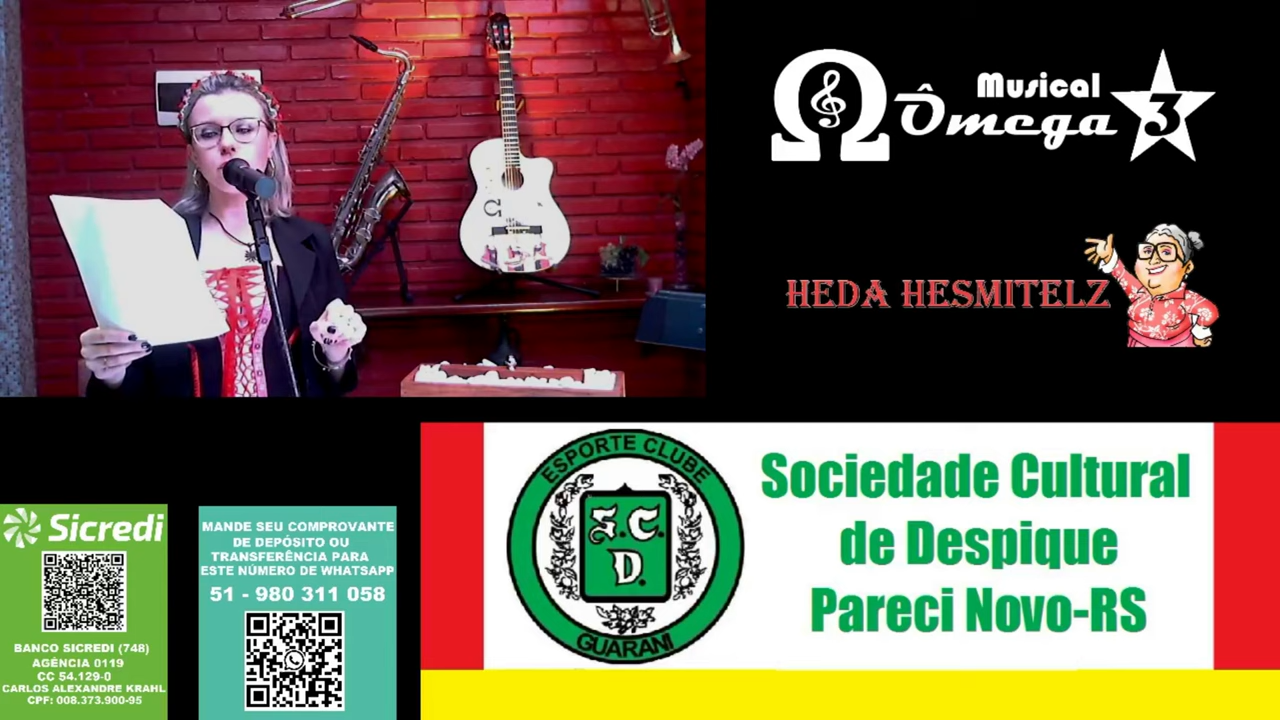 Musical
Ômega 3
HEDA HESMITELZ
ESPORTE CLUBE
S.C.
D.
GUARANI
Sociedade Cultural
de Despique
Pareci Novo-RS
Sicredi
BANCO SICREDI (748)
AGÊNCIA 0119
CC 54.129-0
CARLOS ALEXANDRE KRAHL
CPF: 008.373.900-95
MANDE SEU COMPROVANTE
DE DEPÓSITO OU
TRANSFERÊNCIA PARA
ESTE NÚMERO DE WHATSAPP
51 - 980 311 058